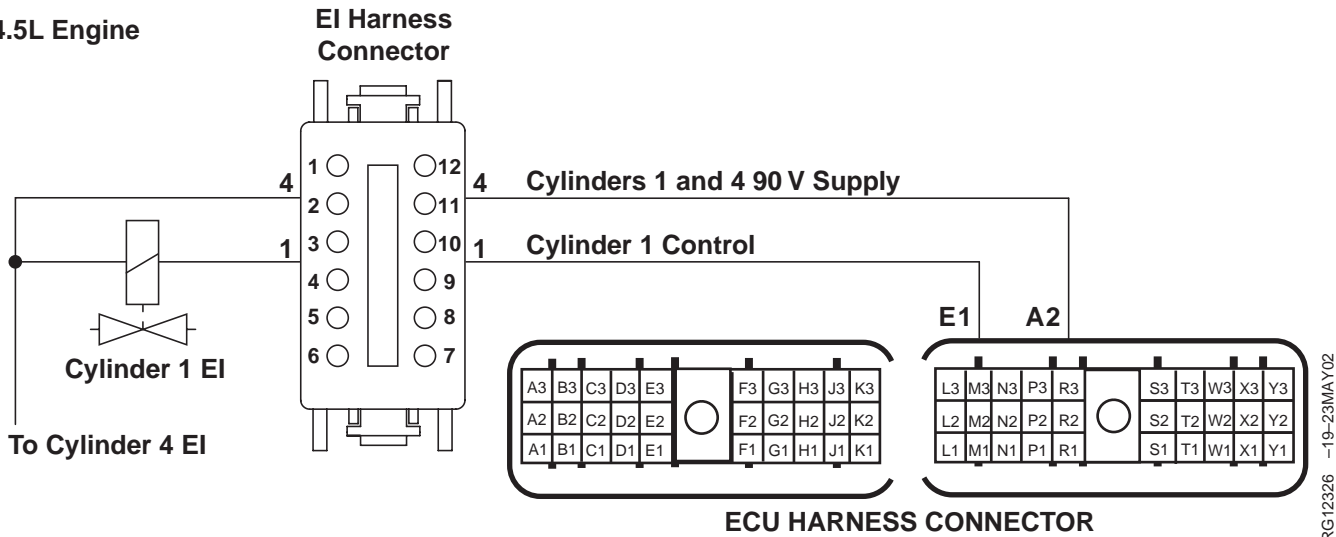 4.5L Engine
EI Harness
Connector
1 12
2 11
3 10
4 9
5 8
6 7
4 4 Cylinders 1 and 4 90 V Supply
1 1 Cylinder 1 Control
Cylinder 1 EI
To Cylinder 4 EI
E1 A2
A3 B3 C3 D3 E3 F3 G3 H3 J3 K3
A2 B2 C2 D2 E2 F2 G2 H2 J2 K2
A1 B1 C1 D1 E1 F1 G1 H1 J1 K1
L3 M3 N3 P3 R3 S3 T3 W3 X3 Y3
L2 M2 N2 P2 R2 S2 T2 W2 X2 Y2
L1 M1 N1 P1 R1 S1 T1 W1 X1 Y1
ECU HARNESS CONNECTOR
RG12326 –19–23MAY02